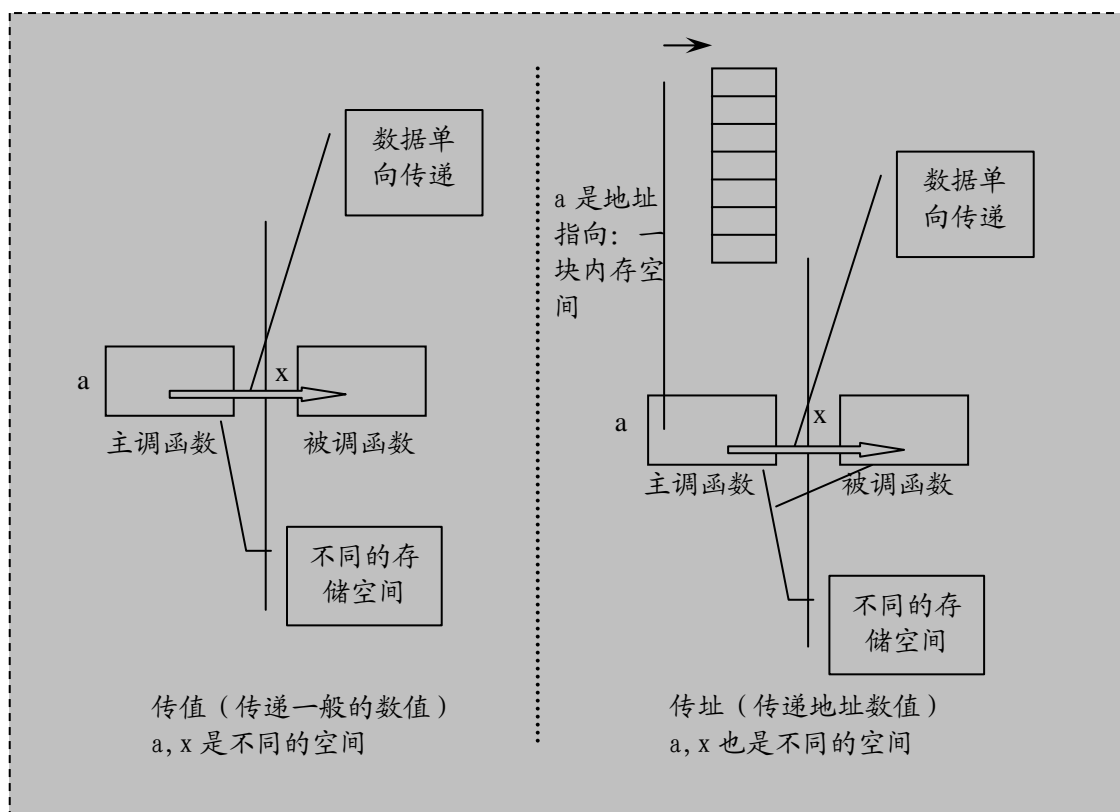 数据单
向传递
a
x
主调函数
被调函数
不同的存
储空间
传值（传递一般的数值）
a, x 是不同的空间
a 是地址
指向：一
块内存空
间
数据单
向传递
a
x
主调函数
被调函数
不同的存
储空间
传址（传递地址数值）
a, x 也是不同的空间